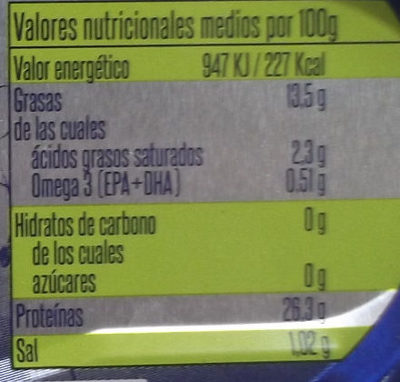 Valores nutricionales medios por 100g
Valor energético 947 KJ / 227 Kcal
Grasas 13,5 g
de las cuales
ácidos grasos saturados 2,3 g
Omega 3 (EPA+DHA) 0,51 g
Hidratos de carbono 0 g
de los cuales
azúcares 0 g
Proteínas 26,3 g
Sal 1,02 g